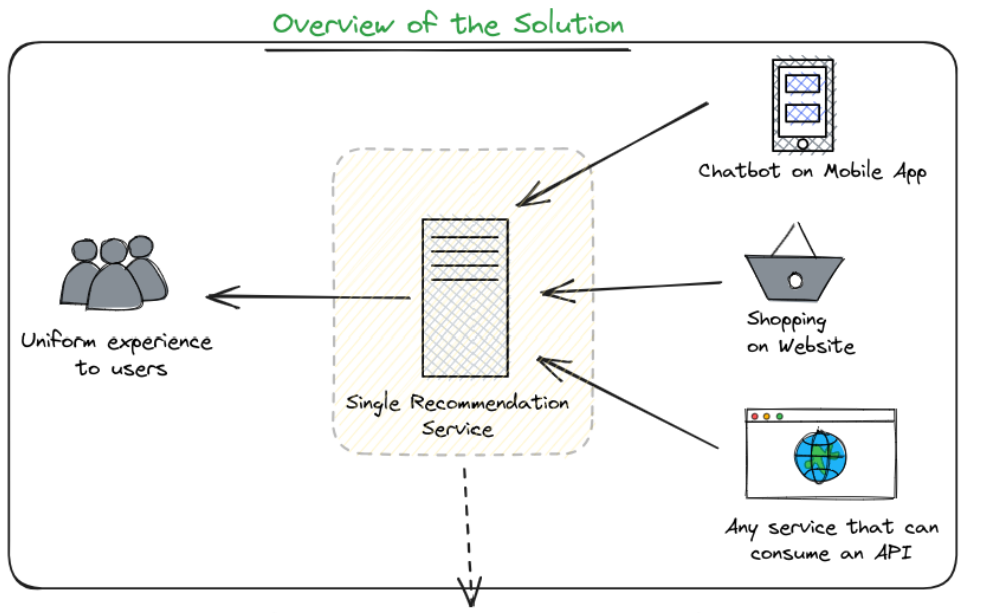 Overview of the Solution
Chatbot on Mobile App
Shopping
on Website
Uniform experience
to users
Single Recommendation
Service
Any service that can
consume an API